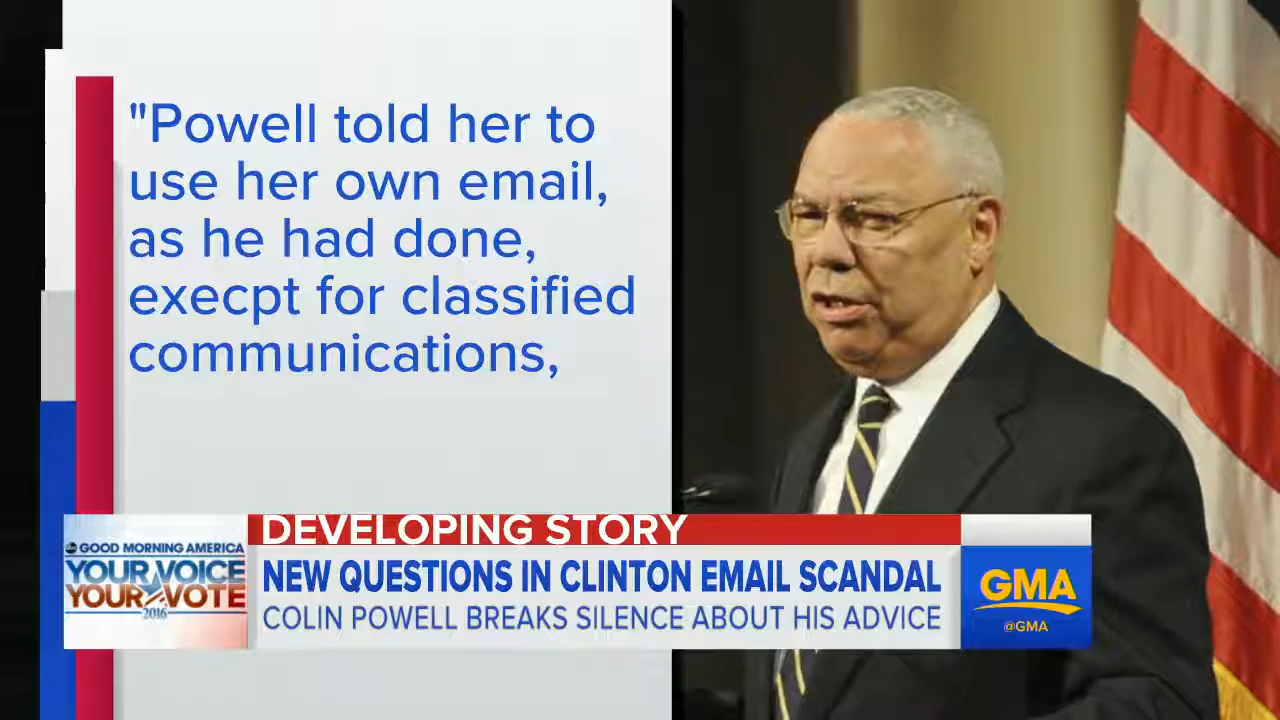 "Powell told her to
use her own email,
as he had done,
execpt for classified
communications,
DEVELOPING STORY
abc GOOD MORNING AMERICA
YOUR VOICE
YOUR VOTE
2016
NEW QUESTIONS IN CLINTON EMAIL SCANDAL
COLIN POWELL BREAKS SILENCE ABOUT HIS ADVICE
GMA
@GMA